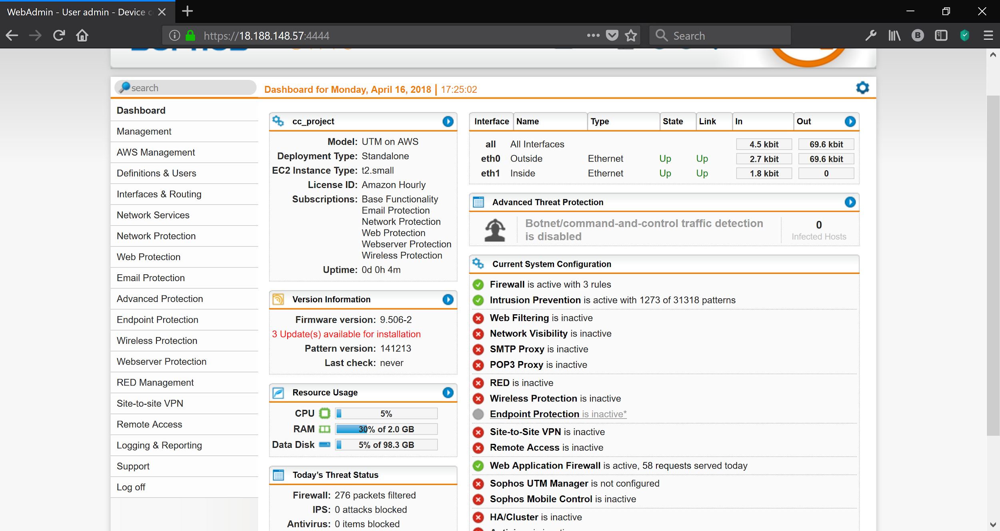 WebAdmin - User admin - Device
https://18.188.148.57:4444
Search
B
search
Dashboard for Monday, April 16, 2018 | 17:25:02
Dashboard
Management
AWS Management
Definitions & Users
Interfaces & Routing
Network Services
Network Protection
Web Protection
Email Protection
Advanced Protection
Endpoint Protection
Wireless Protection
Webserver Protection
RED Management
Site-to-site VPN
Remote Access
Logging & Reporting
Support
Log off
cc_project
Model: UTM on AWS
Deployment Type: Standalone
EC2 Instance Type: t2.small
License ID: Amazon Hourly
Subscriptions: Base Functionality
Email Protection
Network Protection
Web Protection
Webserver Protection
Wireless Protection
Uptime: 0d 0h 4m
Version Information
Firmware version: 9.506-2
3 Update(s) available for installation
Pattern version: 141213
Last check: never
Resource Usage
CPU 5%
RAM 30% of 2.0 GB
Data Disk 5% of 98.3 GB
Today's Threat Status
Firewall: 276 packets filtered
IPS: 0 attacks blocked
Antivirus: 0 items blocked
Interface Name Type State Link In Out
all All Interfaces 4.5 kbit 69.6 kbit
eth0 Outside Ethernet Up Up 2.7 kbit 69.6 kbit
eth1 Inside Ethernet Up Up 1.8 kbit 0
Advanced Threat Protection
Botnet/command-and-control traffic detection
is disabled
0
Infected Hosts
Current System Configuration
Firewall is active with 3 rules
Intrusion Prevention is active with 1273 of 31318 patterns
Web Filtering is inactive
Network Visibility is inactive
SMTP Proxy is inactive
POP3 Proxy is inactive
RED is inactive
Wireless Protection is inactive
Endpoint Protection is inactive*
Site-to-Site VPN is inactive
Remote Access is inactive
Web Application Firewall is active, 58 requests served today
Sophos UTM Manager is not configured
Sophos Mobile Control is inactive
HA/Cluster is inactive